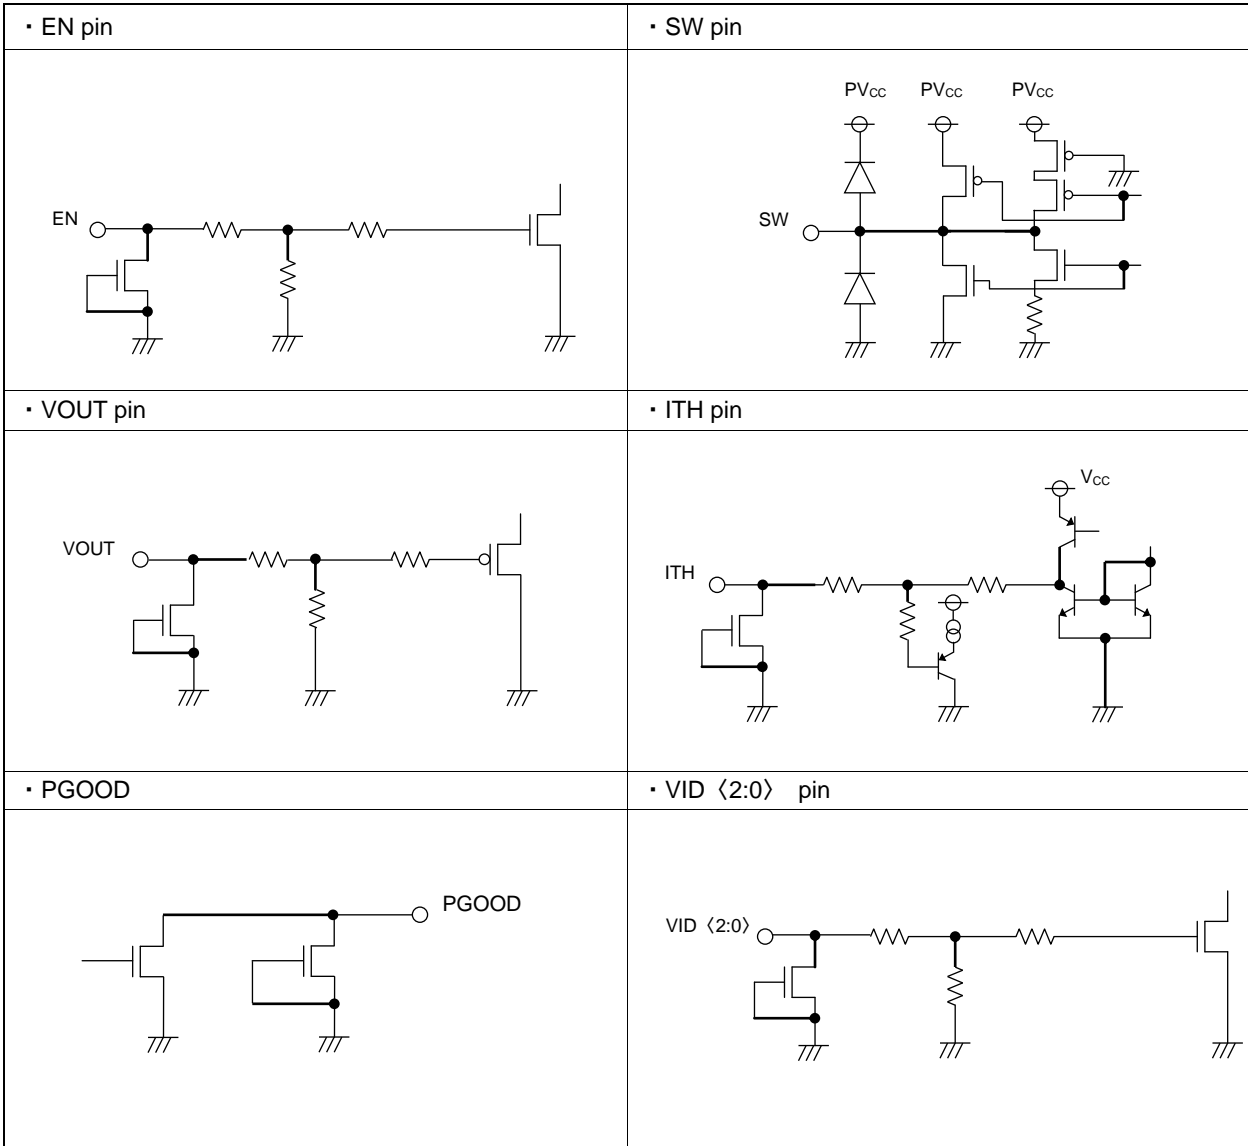 ・EN pin
・SW pin
EN
PVCC PVCC PVCC
SW
・VOUT pin
・ITH pin
VOUT
VCC
ITH
・PGOOD
・VID〈2:0〉 pin
PGOOD
VID〈2:0〉